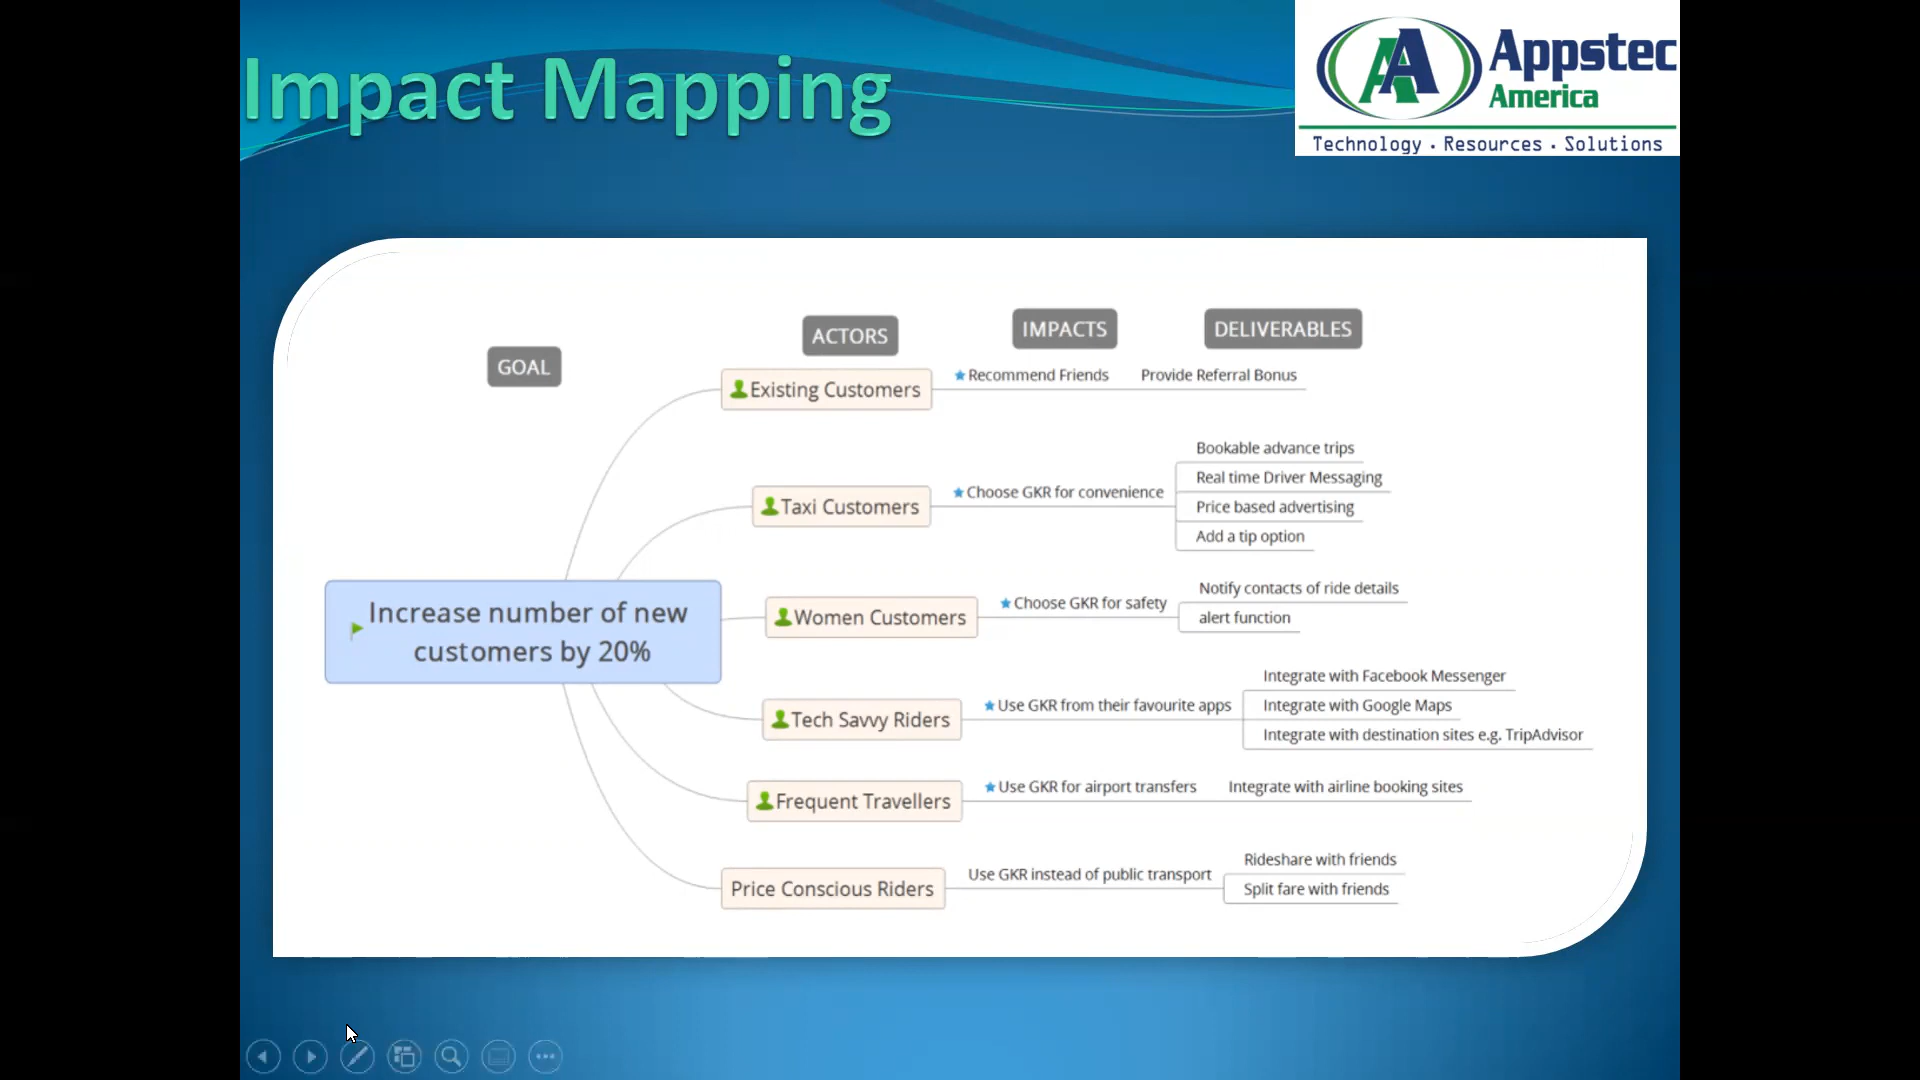 Impact Mapping
Appstec
America
Technology . Resources . Solutions
GOAL
ACTORS
IMPACTS
DELIVERABLES
Increase number of new
customers by 20%
Existing Customers
Recommend Friends
Provide Referral Bonus
Taxi Customers
Choose GKR for convenience
Bookable advance trips
Real time Driver Messaging
Price based advertising
Add a tip option
Women Customers
Choose GKR for safety
Notify contacts of ride details
alert function
Tech Savvy Riders
Use GKR from their favourite apps
Integrate with Facebook Messenger
Integrate with Google Maps
Integrate with destination sites e.g. TripAdvisor
Frequent Travellers
Use GKR for airport transfers
Integrate with airline booking sites
Price Conscious Riders
Use GKR instead of public transport
Rideshare with friends
Split fare with friends